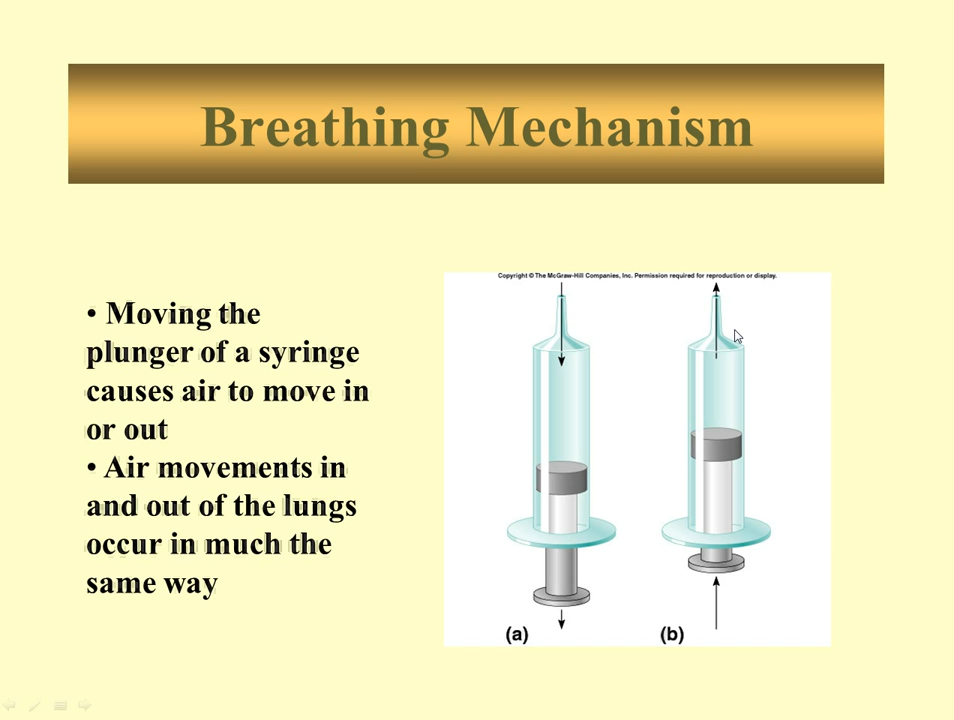 Breathing Mechanism
Copyright © The McGraw-Hill Companies, Inc. Permission required for reproduction or display.
• Moving the
plunger of a syringe
causes air to move in
or out
• Air movements in
and out of the lungs
occur in much the
same way
(a)
(b)